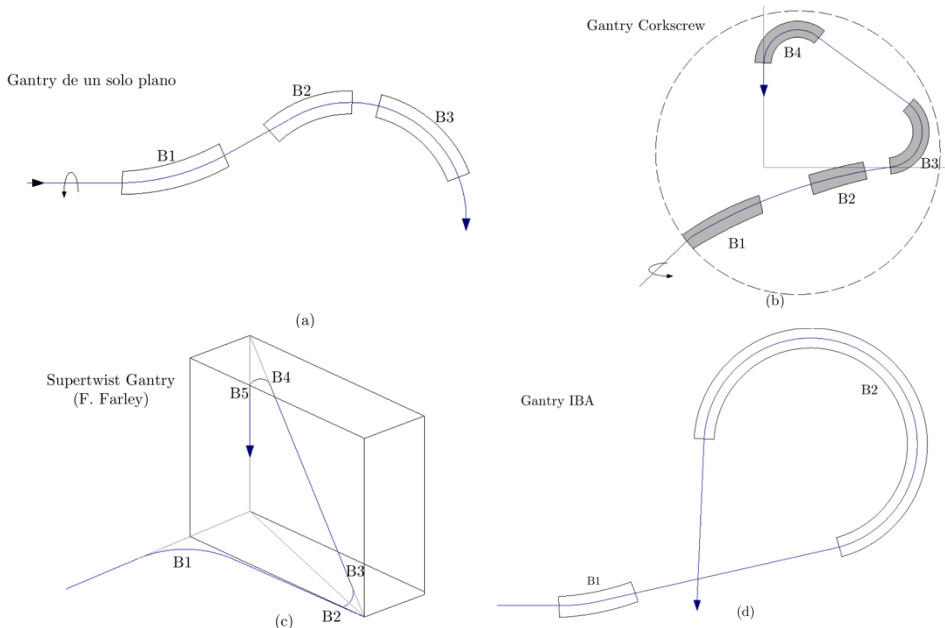 Gantry de un solo plano
B1
B2
B3
(a)
Gantry Corkscrew
B4
B3
B2
B1
(b)
Supertwist Gantry
(F. Farley)
B4
B5
B1
B3
B2
(c)
Gantry IBA
B2
B1
(d)